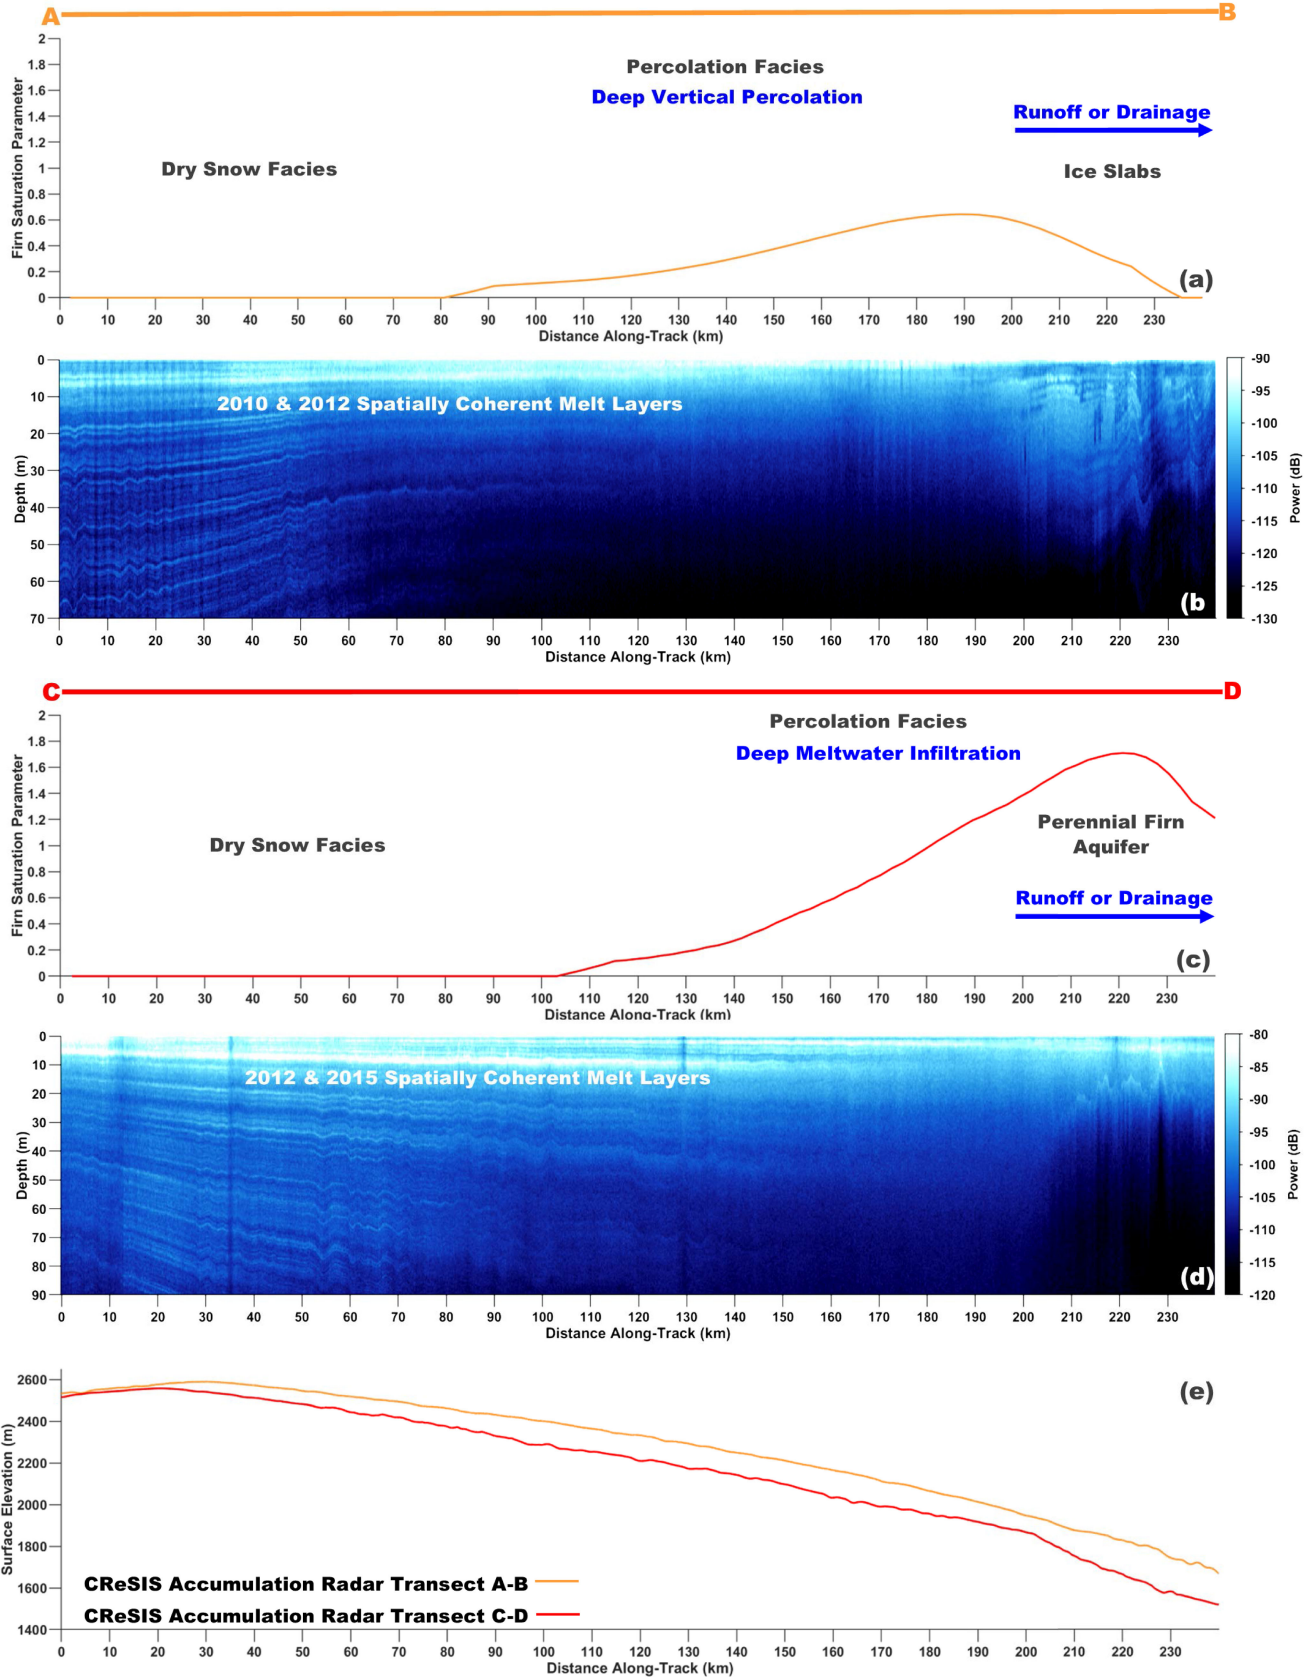 A B
2
1.8
1.6
1.4
1.2
1
0.8
0.6
0.4
0.2
0
Firn Saturation Parameter
Percolation Facies
Deep Vertical Percolation
Runoff or Drainage
Dry Snow Facies
Ice Slabs
(a)
0 10 20 30 40 50 60 70 80 90 100 110 120 130 140 150 160 170 180 190 200 210 220 230
Distance Along-Track (km)
0
10
20
30
40
50
60
70
Depth (m)
2010 & 2012 Spatially Coherent Melt Layers
(b
-90
-95
-100
-105
-110
-115
-120
-125
-130
Power (dB)
0 10 20 30 40 50 60 70 80 90 100 110 120 130 140 150 160 170 180 190 200 210 220 230
Distance Along-Track (km)
C D
2
1.8
1.6
1.4
1.2
1
0.8
0.6
0.4
0.2
0
Firn Saturation Parameter
Percolation Facies
Deep Meltwater Infiltration
Dry Snow Facies
Perennial Firn
Aquifer
Runoff or Drainage
(c)
0 10 20 30 40 50 60 70 80 90 100 110 120 130 140 150 160 170 180 190 200 210 220 230
Distance Along-Track (km)
0
10
20
30
40
50
60
70
80
90
Depth (m)
2012 & 2015 Spatially Coherent Melt Layers
(d)
-80
-85
-90
-95
-100
-105
-110
-115
-120
Power (dB)
0 10 20 30 40 50 60 70 80 90 100 110 120 130 140 150 160 170 180 190 200 210 220 230
Distance Along-Track (km)
2600
2400
2200
2000
1800
1600
1400
Surface Elevation (m)
(e)
CReSIS Accumulation Radar Transect A-B
CReSIS Accumulation Radar Transect C-D
0 10 20 30 40 50 60 70 80 90 100 110 120 130 140 150 160 170 180 190 200 210 220 230
Distance Along-Track (km)